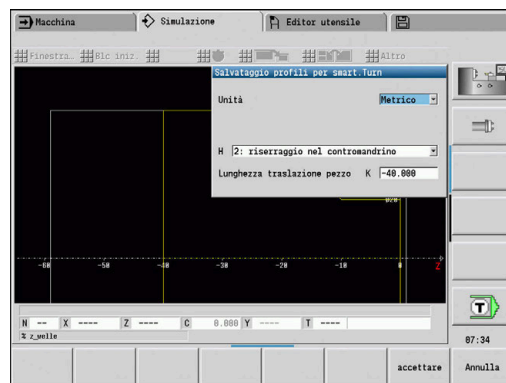 Macchina Simulazione Editor utensile
Finestra. Blc iniz. Altro
Salvataggio profili per smart.Turn
Unità Metrico
H 2: riserraggio nel contromandrino
Lunghezza traslazione pezzo K -40.000
ø20
-60 -50 -40 -30 -20 -10 0 Z
N -- X ---- Z ---- C 0.000 Y ---- T ----
% z_welle
T
07:34
accettare Annulla